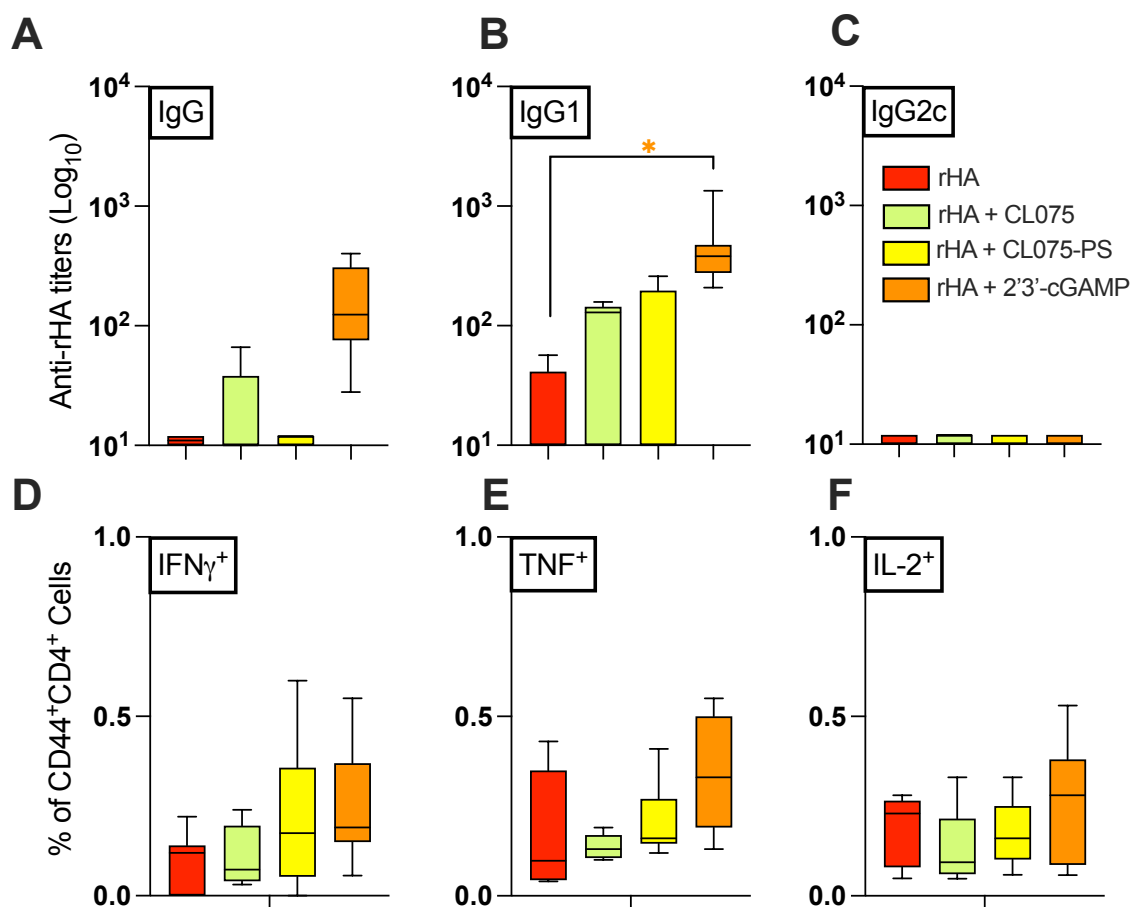 A
B
C
Anti-rHA titers (Log₁₀)
10⁴
10³
10²
10¹
IgG
10⁴
10³
10²
10¹
IgG1
*
10⁴
10³
10²
10¹
IgG2c
rHA
rHA + CL075
rHA + CL075-PS
rHA + 2'3'-cGAMP
D
E
F
% of CD44⁺CD4⁺ Cells
1.0
0.5
0.0
IFNγ⁺
1.0
0.5
0.0
TNF⁺
1.0
0.5
0.0
IL-2⁺